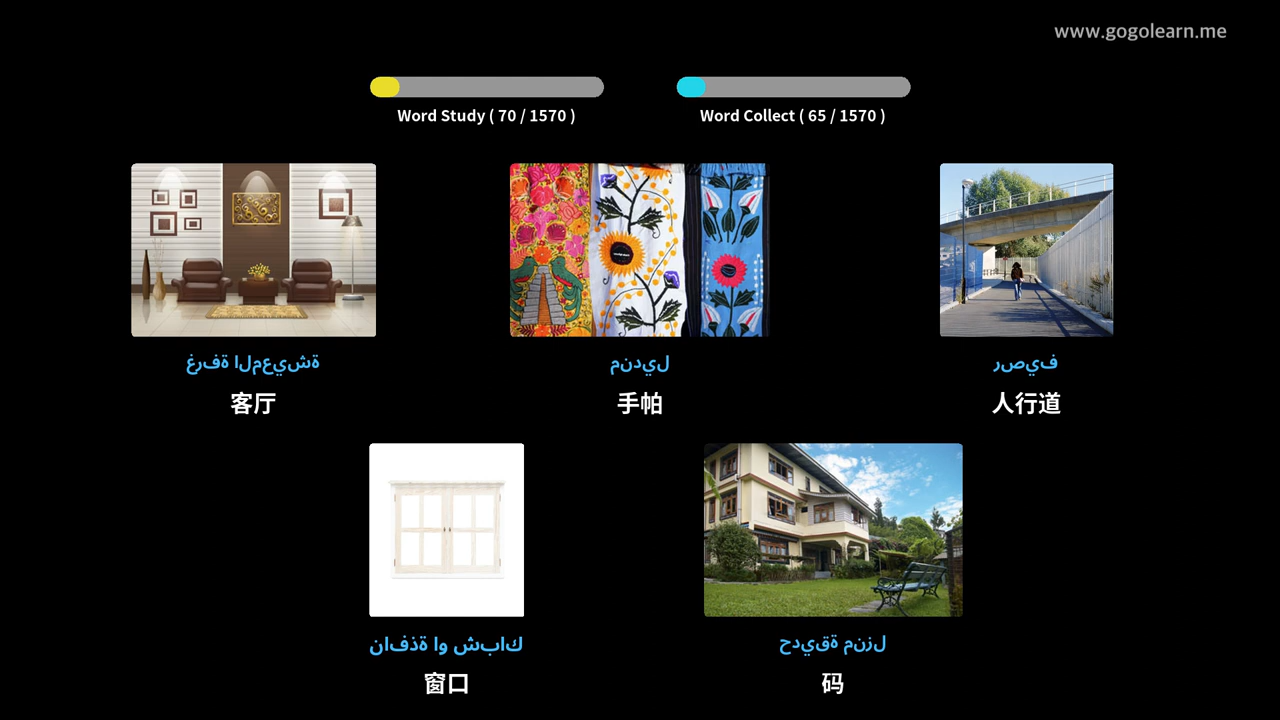 www.gogolearn.me
Word Study ( 70 / 1570 )
Word Collect ( 65 / 1570 )
غرفة المعيشة
客厅
منديل
手帕
رصيف
人行道
نافذة او شباك
窗口
حديقة منزل
码